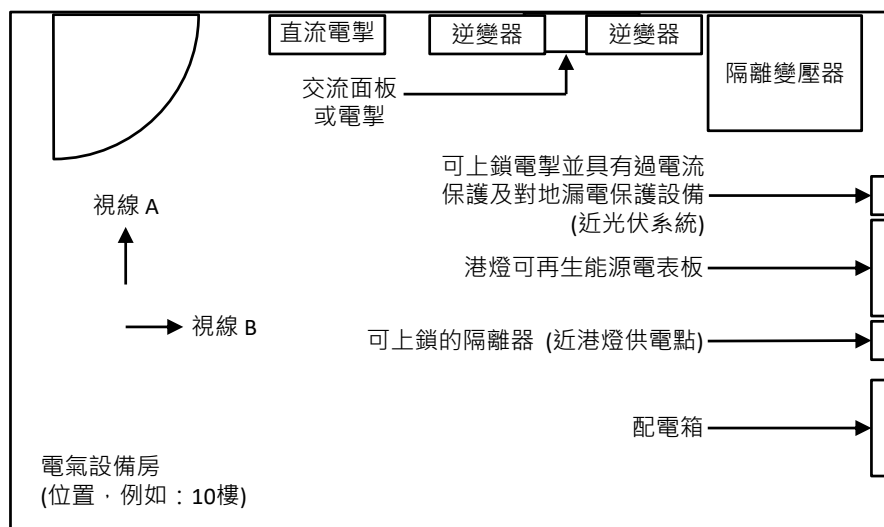 直流電掣
逆變器
逆變器
隔離變壓器
交流面板
或電掣
可上鎖電掣並具有過電流
保護及對地漏電保護設備
(近光伏系統)
視線 A
港燈可再生能源電表板
視線 B
可上鎖的隔離器 (近港燈供電點)
配電箱
電氣設備房
(位置，例如：10樓)